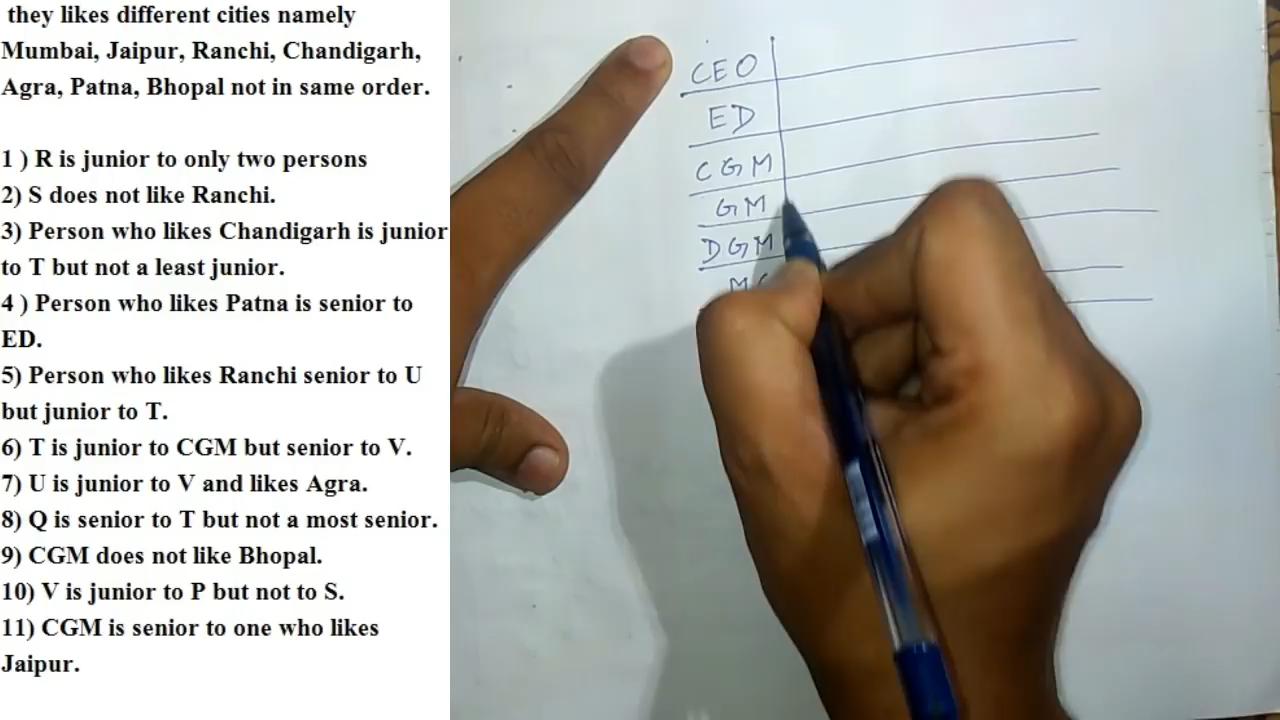 they likes different cities namely
Mumbai, Jaipur, Ranchi, Chandigarh,
Agra, Patna, Bhopal not in same order.
1 ) R is junior to only two persons
2) S does not like Ranchi.
3) Person who likes Chandigarh is junior
to T but not a least junior.
4 ) Person who likes Patna is senior to
ED.
5) Person who likes Ranchi senior to U
but junior to T.
6) T is junior to CGM but senior to V.
7) U is junior to V and likes Agra.
8) Q is senior to T but not a most senior.
9) CGM does not like Bhopal.
10) V is junior to P but not to S.
11) CGM is senior to one who likes
Jaipur.
CEO
ED
CGM
GM
DGM